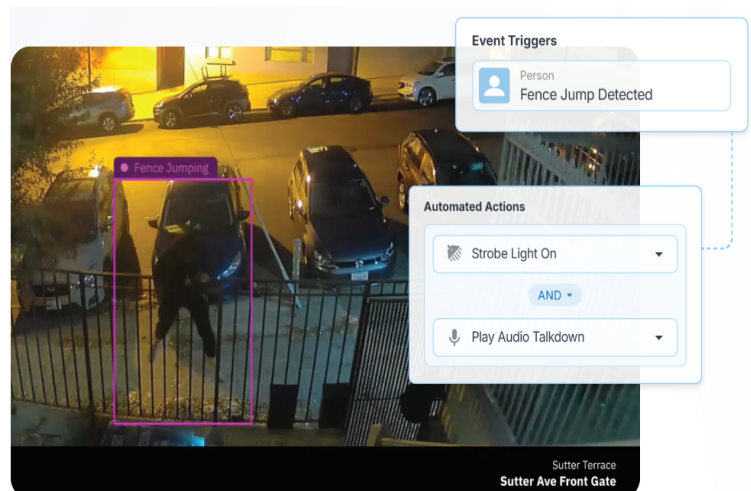 Event Triggers
Person
Fence Jump Detected
Fence Jumping
Automated Actions
Strobe Light On
AND
Play Audio Talkdown
Sutter Terrace
Sutter Ave Front Gate